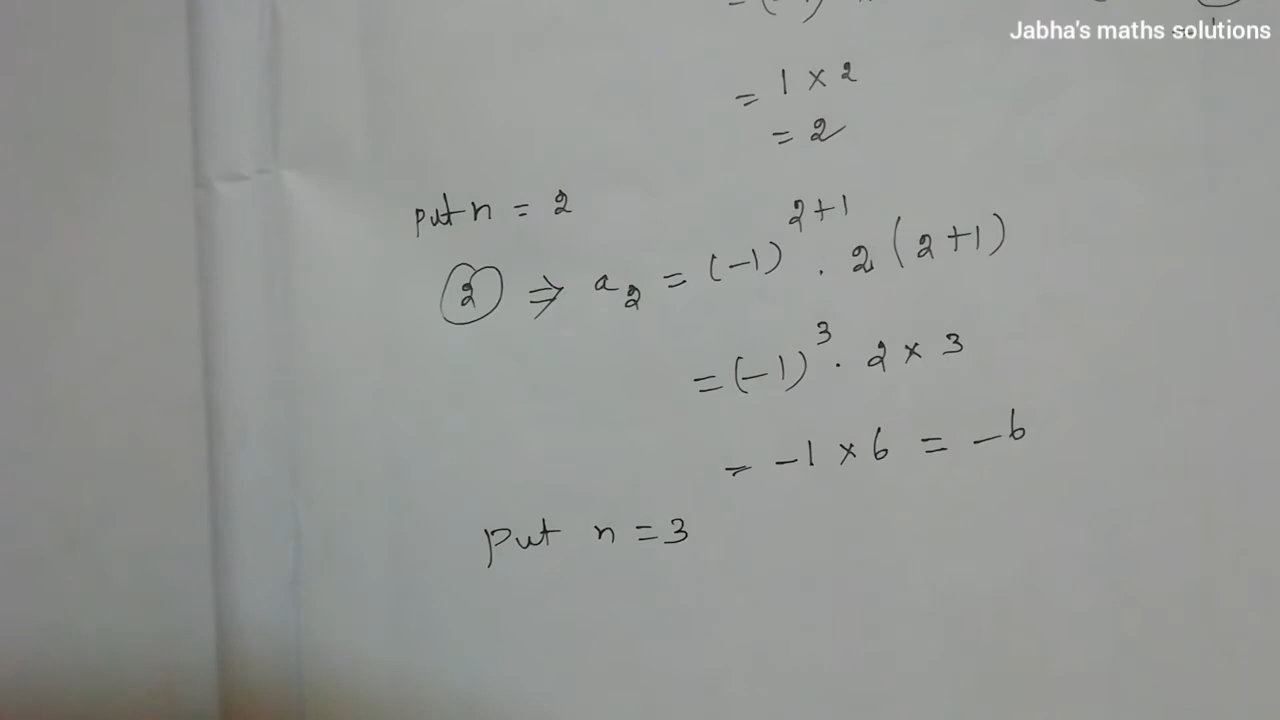 Jabha's maths solutions
= 1 × 2
= 2
put n = 2
② ⇒ a₂ = (-1)²⁺¹ . 2 (2+1)
= (-1)³ . 2 × 3
= -1 × 6 = -6
put n = 3